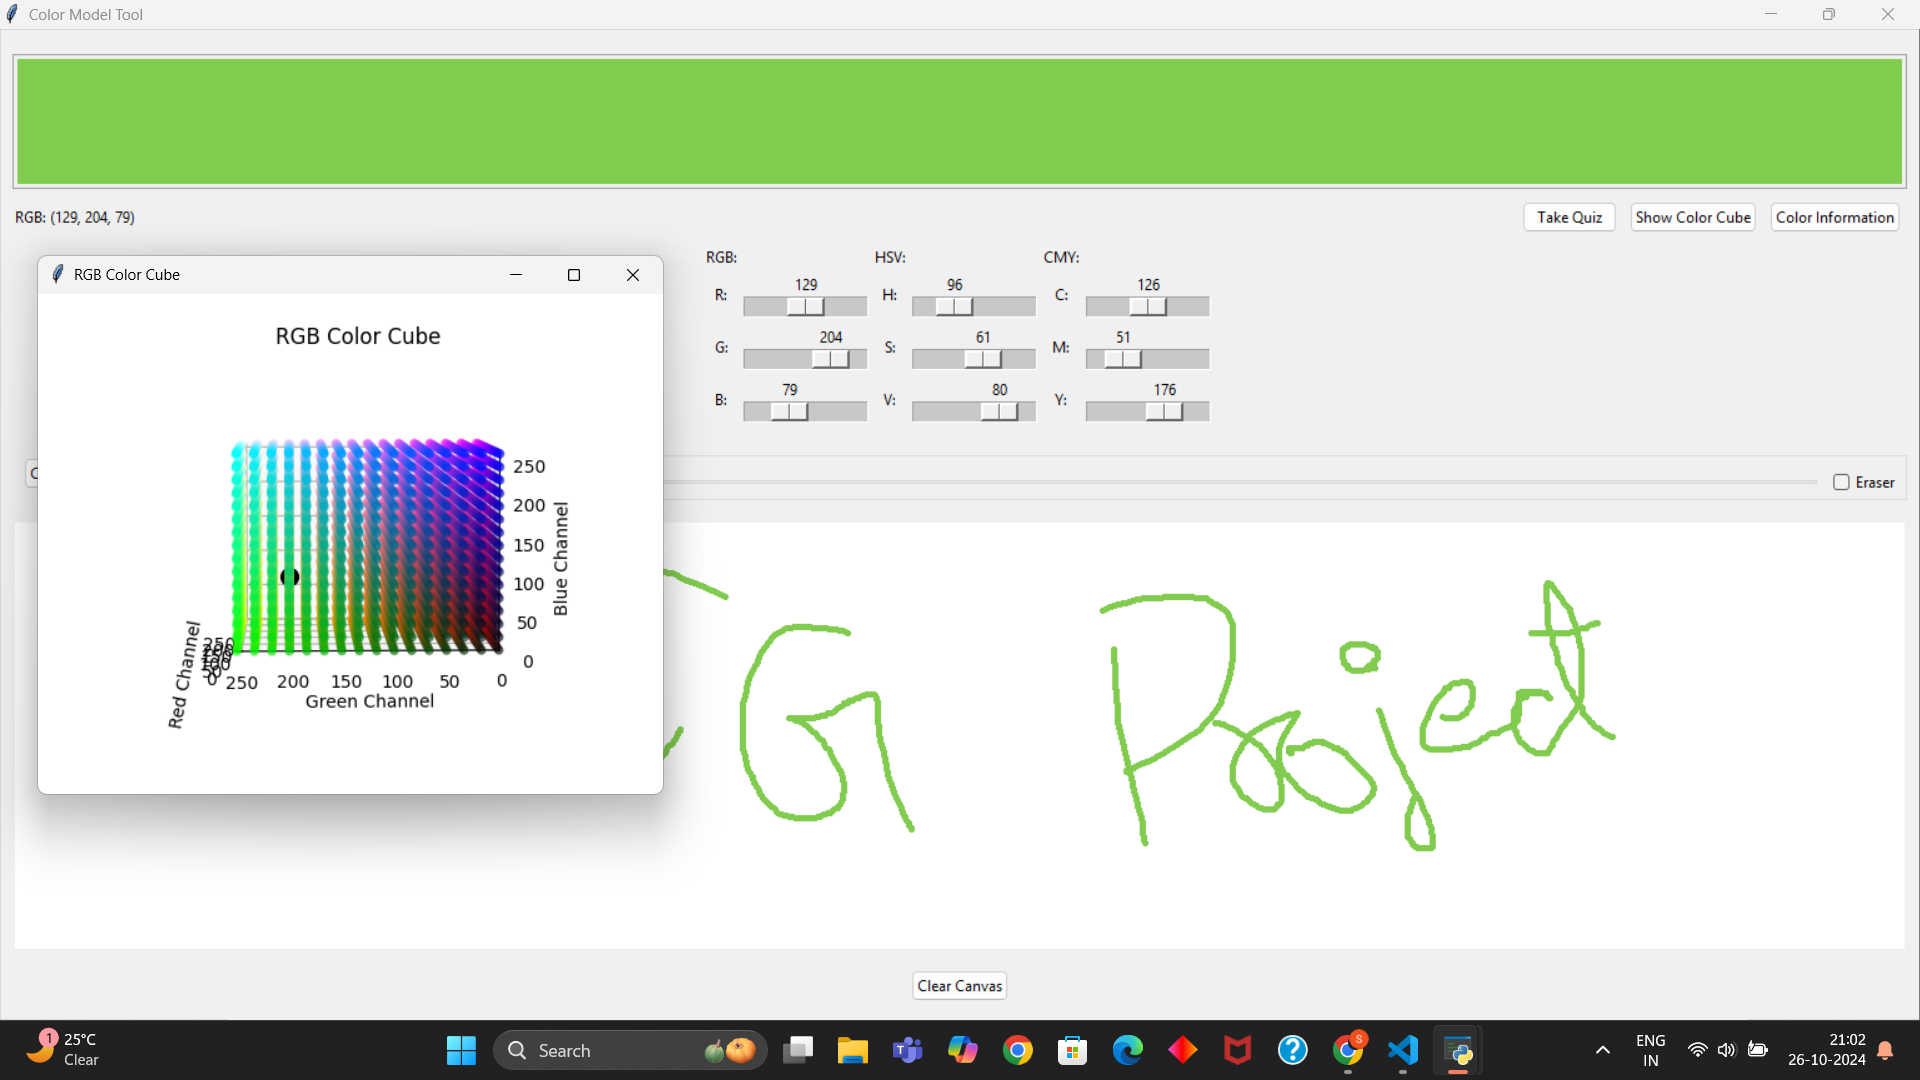 Color Model Tool
RGB: (129, 204, 79)
Take Quiz Show Color Cube Color Information
RGB: HSV: CMY:
R: 129 H: 96 C: 126
G: 204 S: 61 M: 51
B: 79 V: 80 Y: 176
RGB Color Cube
RGB Color Cube
250
200
150
100
50
0
Blue Channel
250 200 150 100 50 0
Green Channel
250
200
150
100
50
0
Red Channel
Eraser
G Project
Clear Canvas
1 25°C
Clear
Search
S
ENG
IN
21:02
26-10-2024